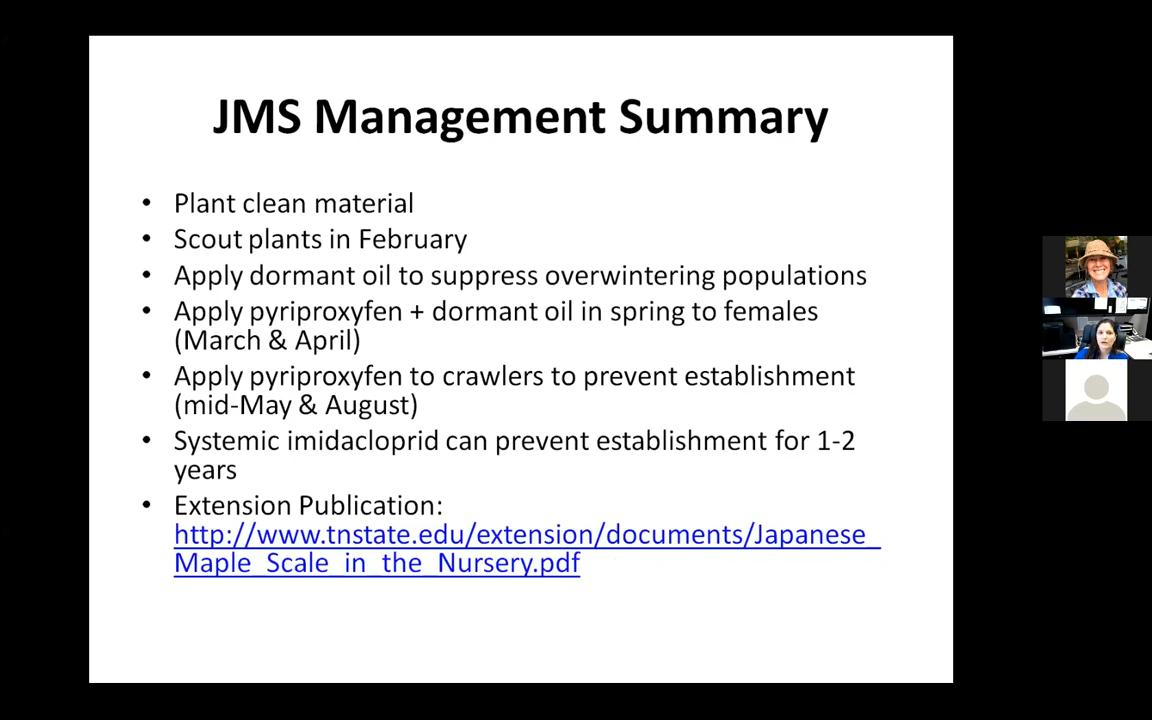 JMS Management Summary
• Plant clean material
• Scout plants in February
• Apply dormant oil to suppress overwintering populations
• Apply pyriproxyfen + dormant oil in spring to females
(March & April)
• Apply pyriproxyfen to crawlers to prevent establishment
(mid-May & August)
• Systemic imidacloprid can prevent establishment for 1-2
years
• Extension Publication:
http://www.tnstate.edu/extension/documents/Japanese_
Maple_Scale_in_the_Nursery.pdf